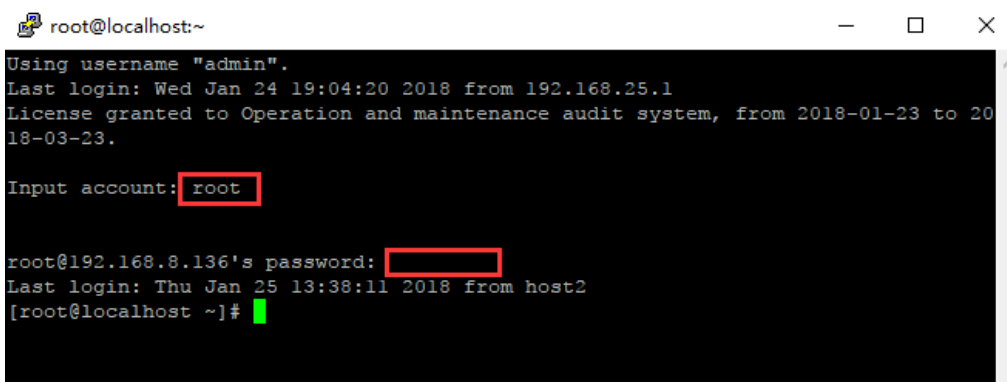 root@localhost:~
Using username "admin".
Last login: Wed Jan 24 19:04:20 2018 from 192.168.25.1
License granted to Operation and maintenance audit system, from 2018-01-23 to 20
18-03-23.
Input account: root
root@192.168.8.136's password:
Last login: Thu Jan 25 13:38:11 2018 from host2
[root@localhost ~]#